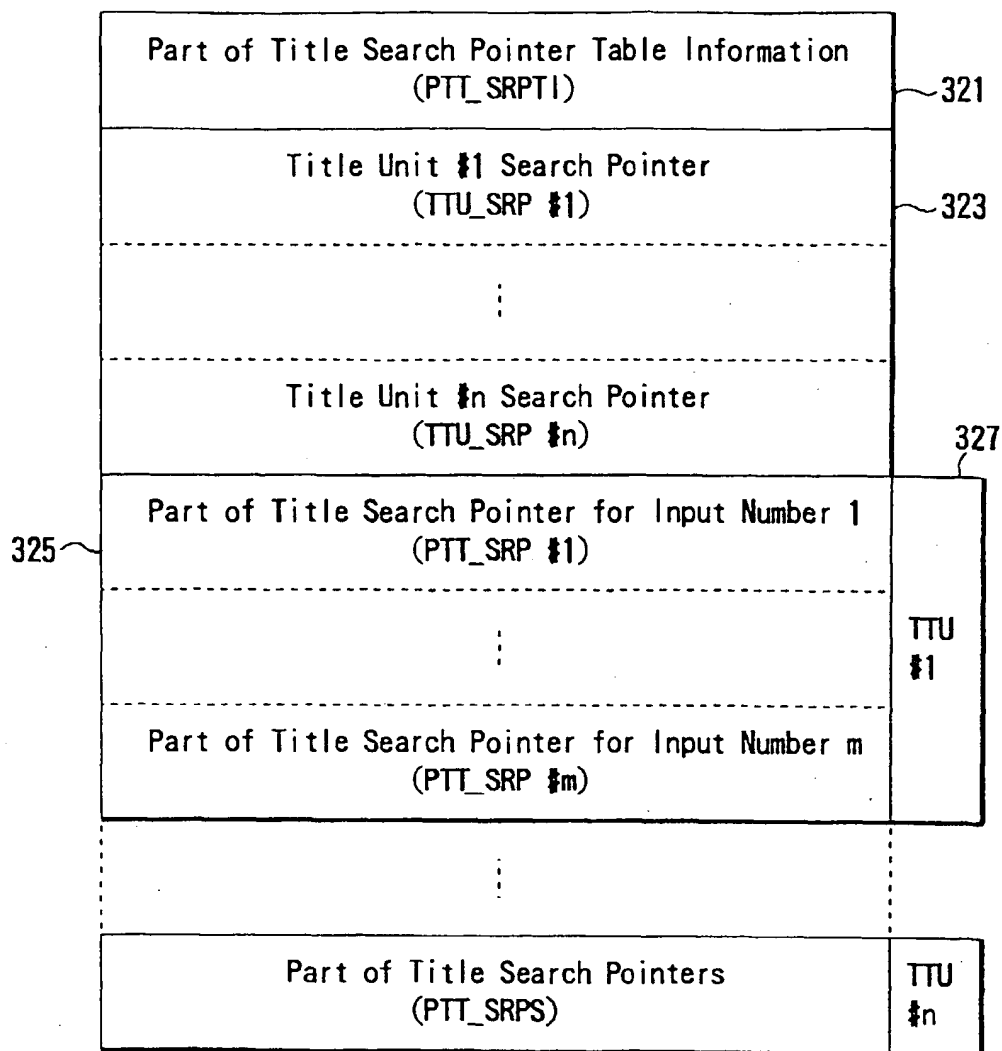 Part of Title Search Pointer Table Information
(PTT_SRPTI)
321
Title Unit #1 Search Pointer
(TTU_SRP #1)
323
Title Unit #n Search Pointer
(TTU_SRP #n)
327
Part of Title Search Pointer for Input Number 1
(PTT_SRP #1)
325
TTU
#1
Part of Title Search Pointer for Input Number m
(PTT_SRP #m)
Part of Title Search Pointers
(PTT_SRPS)
TTU
#n